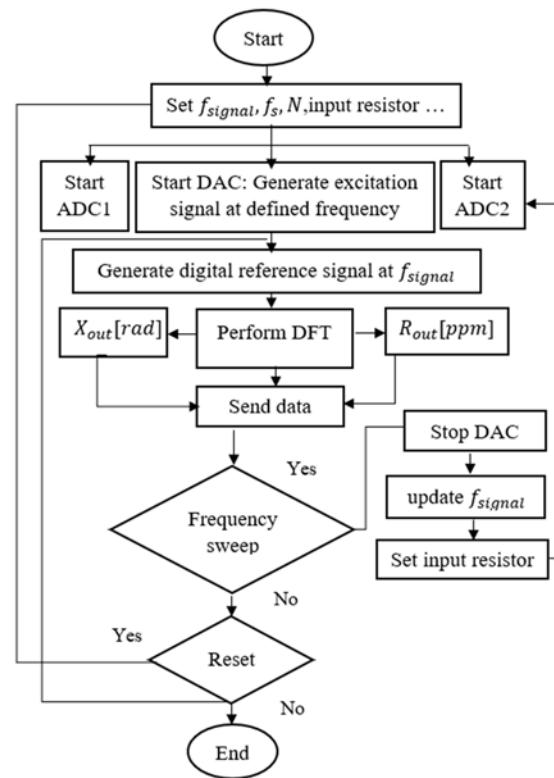 Start
Set f_signal, f_s, N,input resistor …
Start
ADC1
Start DAC: Generate excitation
signal at defined frequency
Start
ADC2
Generate digital reference signal at f_signal
X_out[rad]
Perform DFT
R_out[ppm]
Send data
Stop DAC
Yes
update f_signal
Frequency
sweep
Set input resistor
No
Yes
Reset
No
End